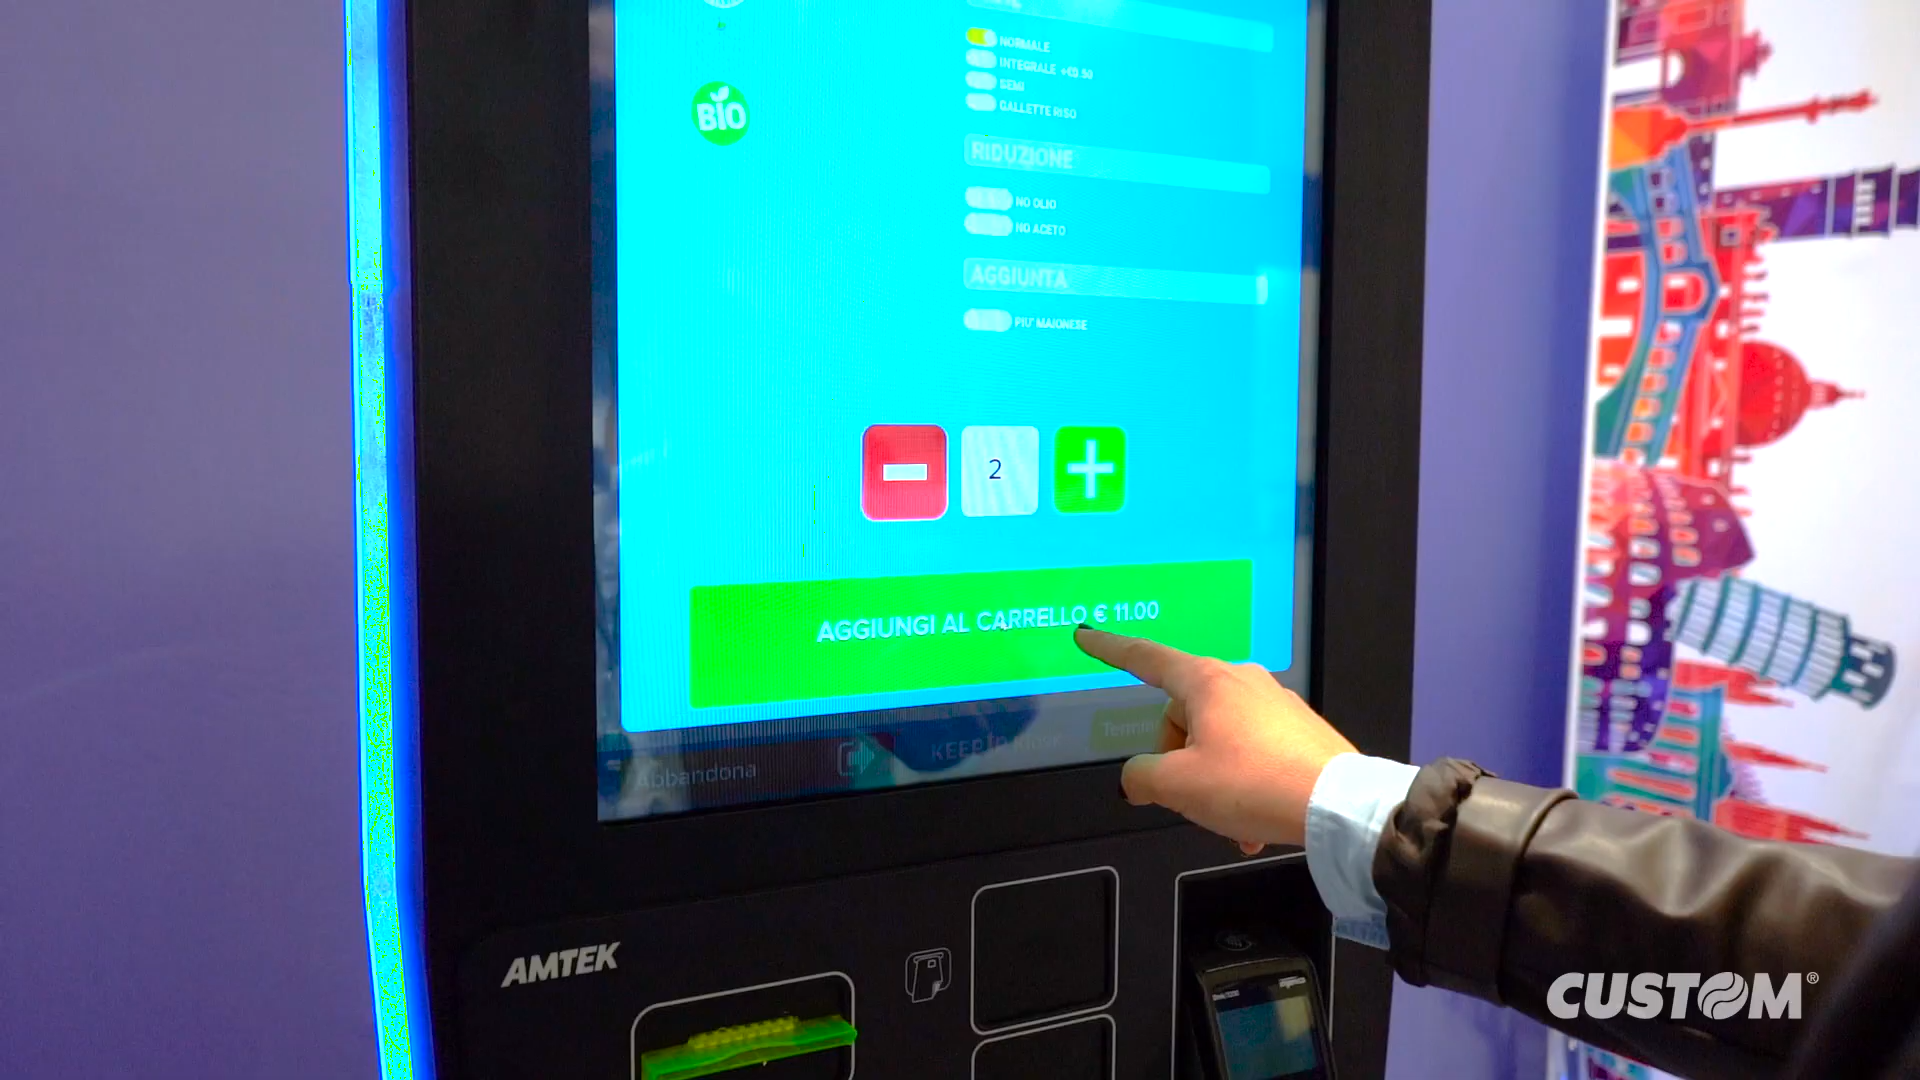 NORMALE
INTEGRALE +€0.50
SEMI
GALLETTE RISO
BIO
RIDUZIONE
NO OLIO
NO ACETO
AGGIUNTA
PIU' MAIONESE
2
AGGIUNGI AL CARRELLO € 11.00
Abbandona
KEEP IN Kiosk
AMTEK
CUSTOM®